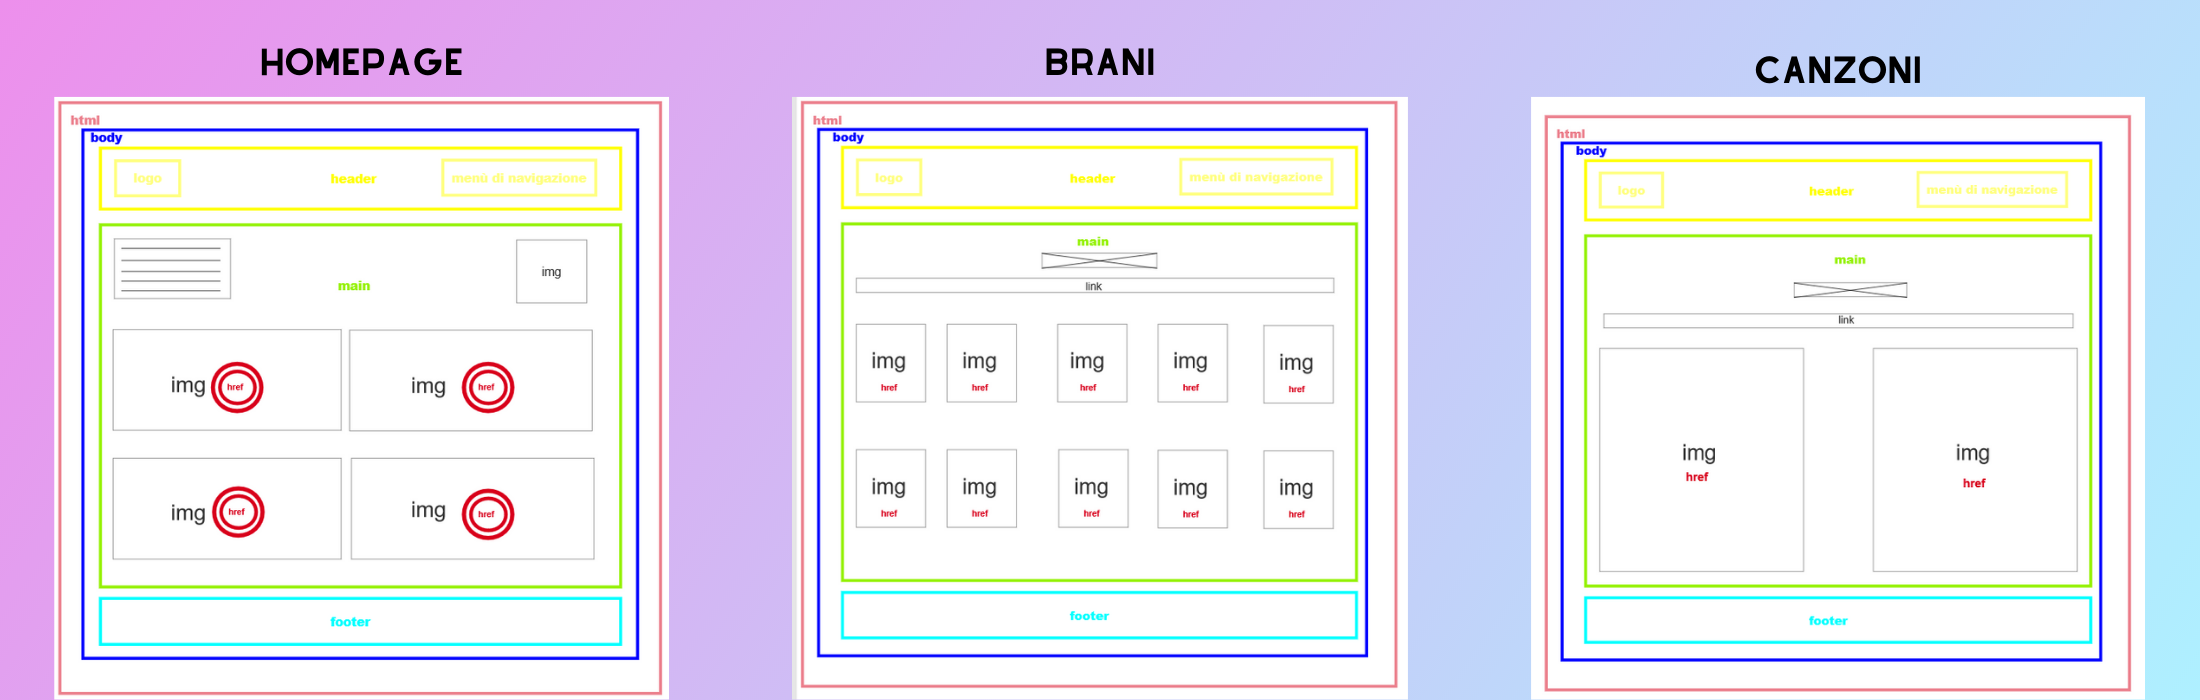 HOMEPAGE
html
body
logo
header
menù di navigazione
img
main
img
href
img
href
img
href
img
href
footer
BRANI
html
body
logo
header
menù di navigazione
main
link
img
href
img
href
img
href
img
href
img
href
img
href
img
href
img
href
img
href
img
href
footer
CANZONI
html
body
logo
header
menù di navigazione
main
link
img
href
img
href
footer